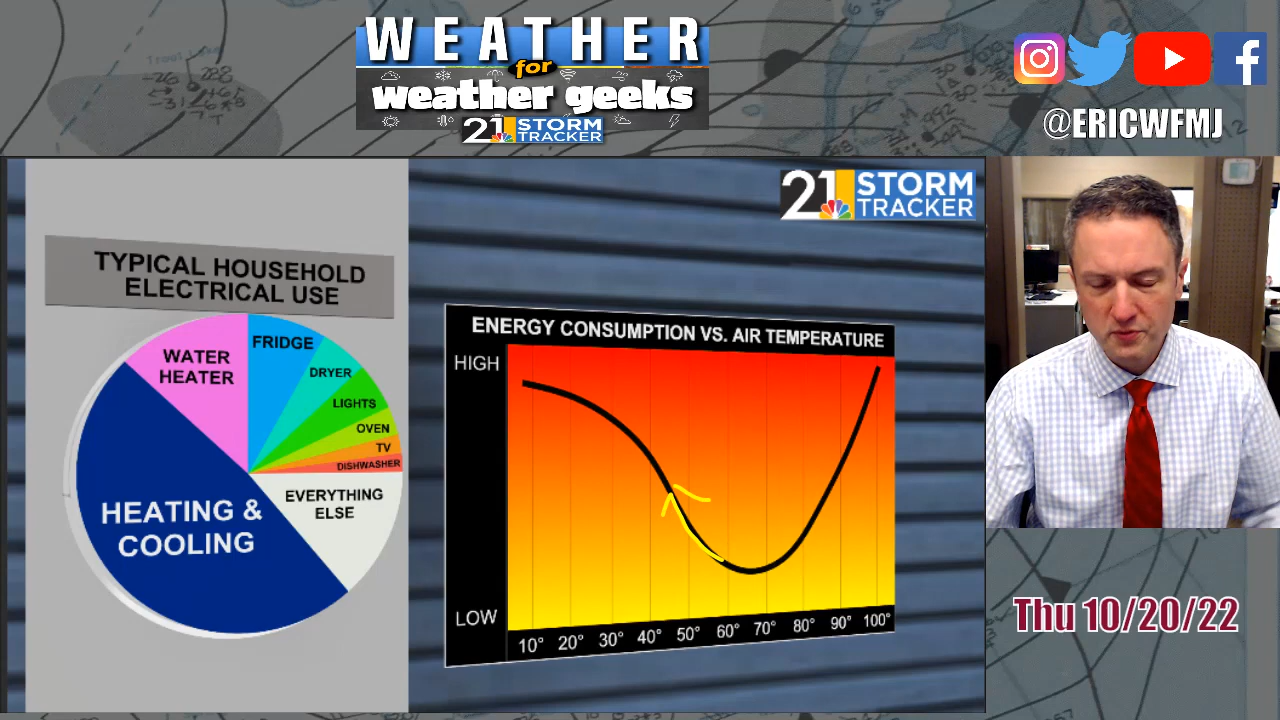 WEATHER
for
weather geeks
21 STORM
TRACKER
@ERICWFMJ
21 STORM
TRACKER
TYPICAL HOUSEHOLD
ELECTRICAL USE
WATER
HEATER
FRIDGE
DRYER
LIGHTS
OVEN
TV
DISHWASHER
EVERYTHING
ELSE
HEATING &
COOLING
ENERGY CONSUMPTION VS. AIR TEMPERATURE
HIGH
LOW
10° 20° 30° 40° 50° 60° 70° 80° 90° 100°
Thu 10/20/22